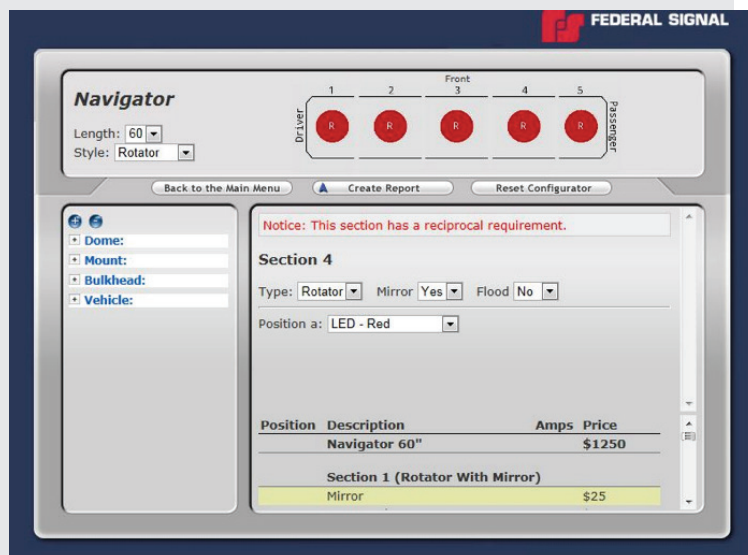 FEDERAL SIGNAL
Navigator
Length: 60
Style: Rotator
Front
1 2 3 4 5
Driver
R R R R R
Passenger
Back to the Main Menu
Create Report
Reset Configurator
Dome:
Mount:
Bulkhead:
Vehicle:
Notice: This section has a reciprocal requirement.
Section 4
Type: Rotator Mirror Yes Flood No
Position a: LED - Red
Position Description Amps Price
Navigator 60" $1250
Section 1 (Rotator With Mirror)
Mirror $25